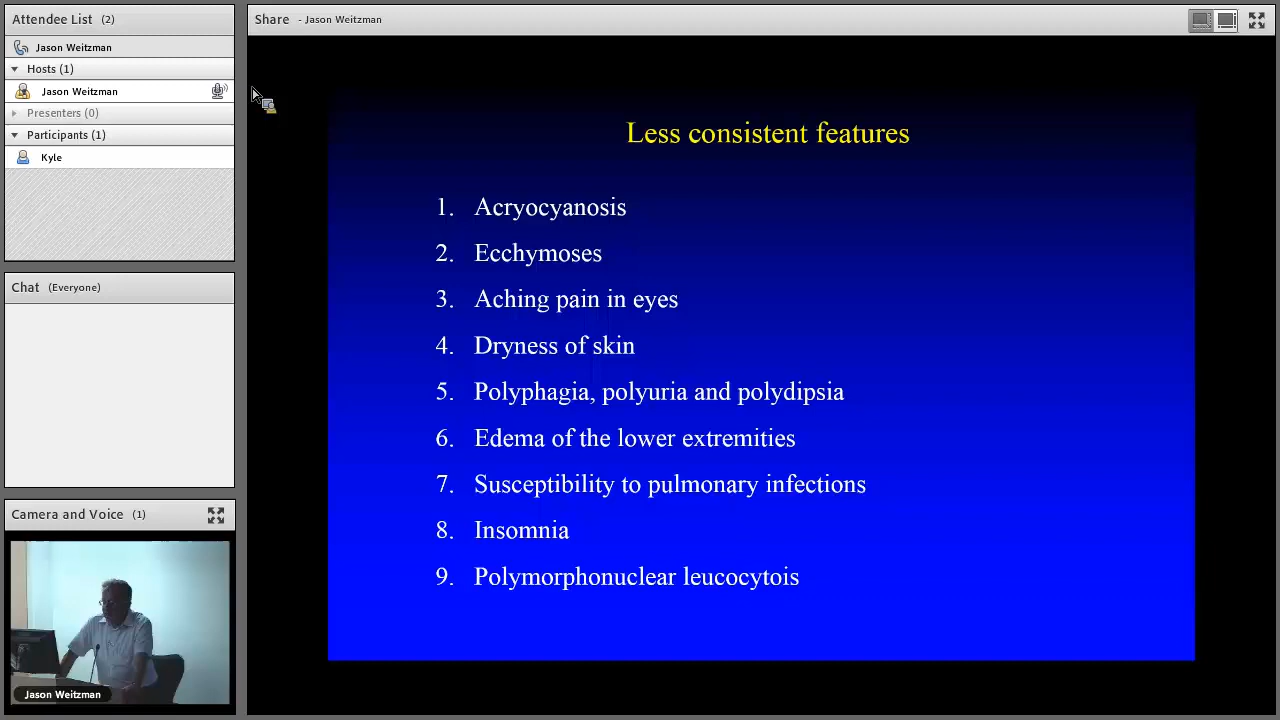 Attendee List (2)
Jason Weitzman
Hosts (1)
Jason Weitzman
Presenters (0)
Participants (1)
Kyle
Chat (Everyone)
Camera and Voice (1)
Jason Weitzman
Share - Jason Weitzman
Less consistent features
1. Acryocyanosis
2. Ecchymoses
3. Aching pain in eyes
4. Dryness of skin
5. Polyphagia, polyuria and polydipsia
6. Edema of the lower extremities
7. Susceptibility to pulmonary infections
8. Insomnia
9. Polymorphonuclear leucocytois